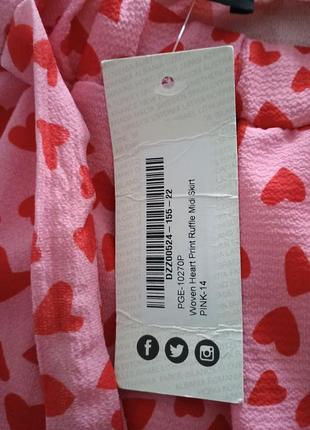 DZZ00524-155-22
PGE-10270P
Woven Heart Print Ruffle Midi Skirt
PINK-14